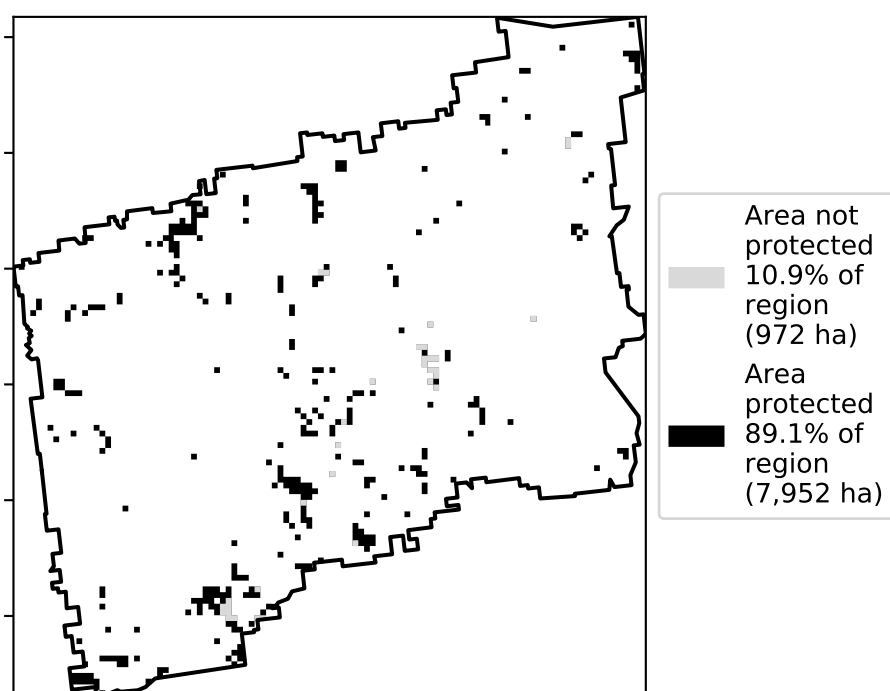 Area not
protected
10.9% of
region
(972 ha)
Area
protected
89.1% of
region
(7,952 ha)